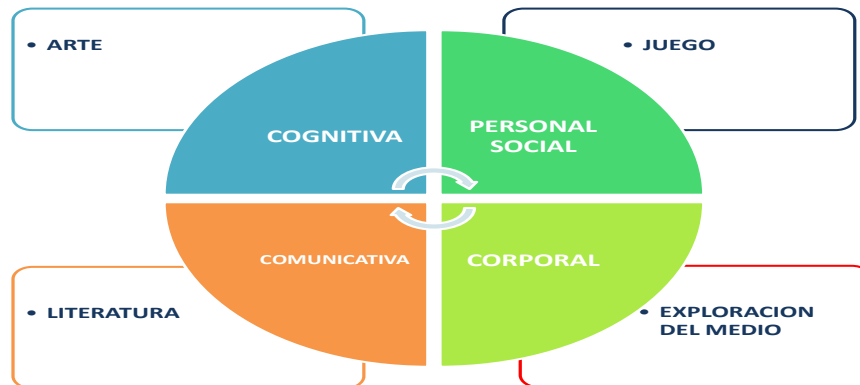 • ARTE
• JUEGO
COGNITIVA
PERSONAL
SOCIAL
COMUNICATIVA
CORPORAL
• LITERATURA
• EXPLORACION
DEL MEDIO